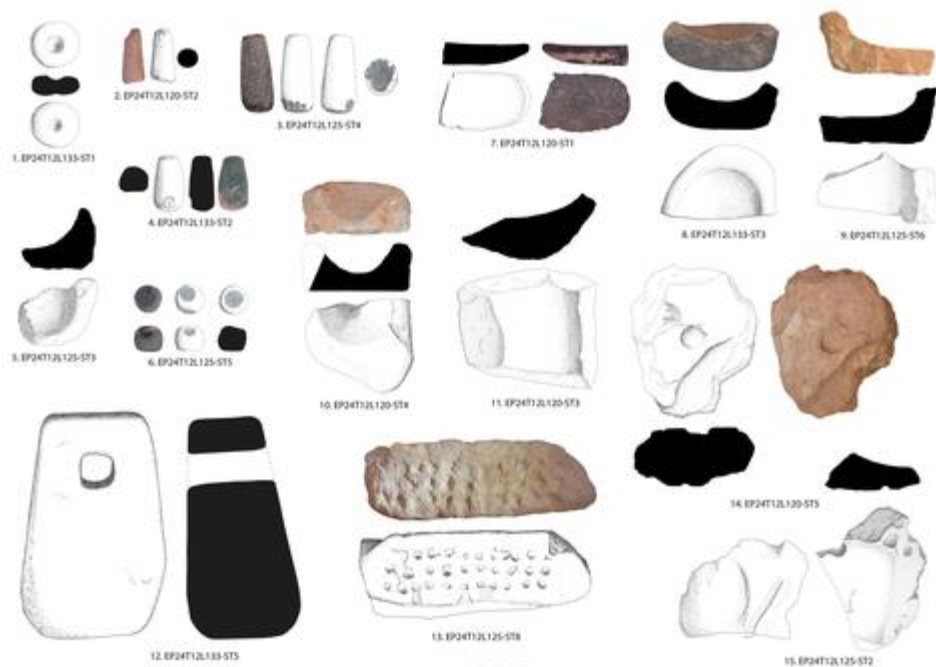 1. EP24T12L133-ST1
2. EP24T12L120-ST2
3. EP24T12L125-ST4
4. EP24T12L133-ST2
5. EP24T12L125-ST3
6. EP24T12L125-ST5
7. EP24T12L120-ST1
8. EP24T12L133-ST3
9. EP24T12L125-ST6
10. EP24T12L120-ST4
11. EP24T12L120-ST3
12. EP24T12L133-ST5
13. EP24T12L125-ST8
14. EP24T12L120-ST5
15. EP24T12L125-ST2